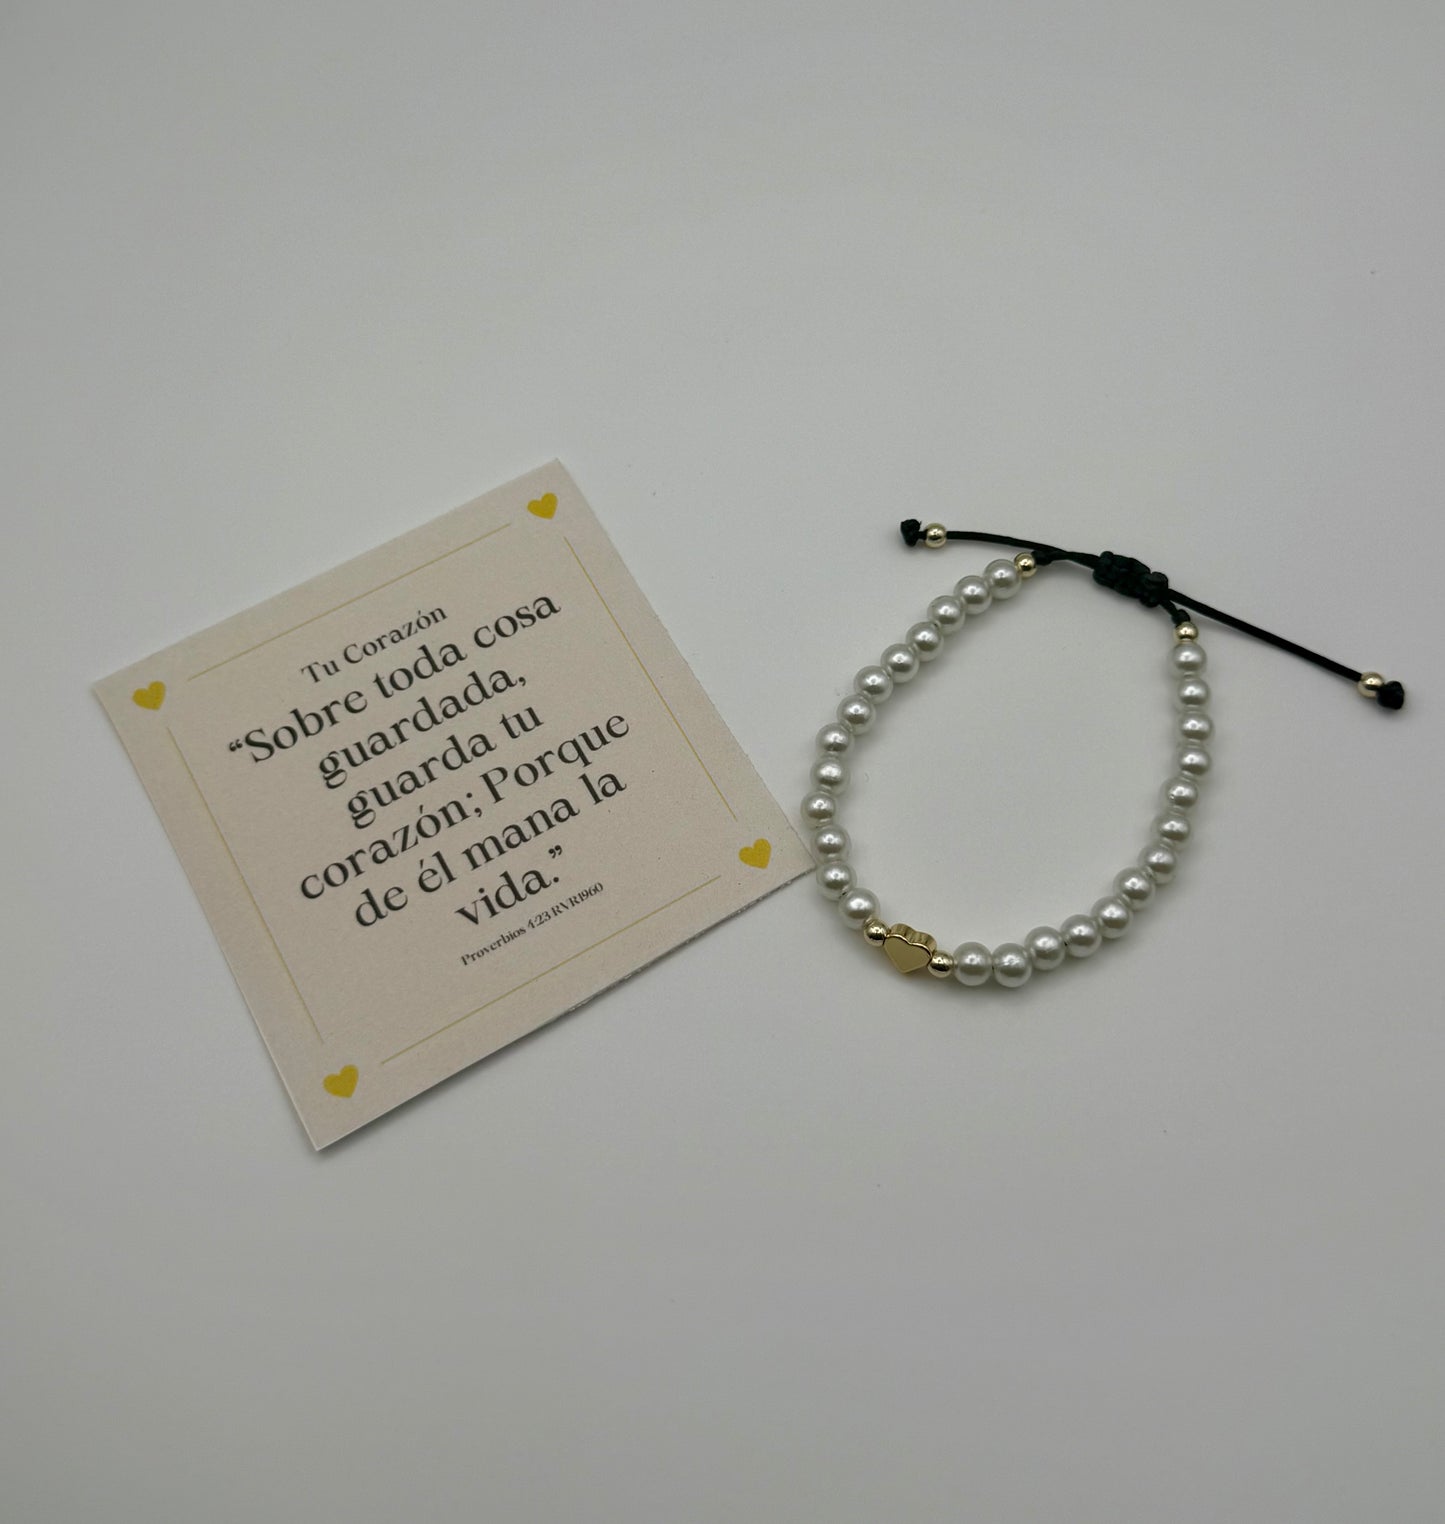 Tu Corazón
“Sobre toda cosa
guardada,
guarda tu
corazón; Porque
de él mana la
vida.”
Proverbios 4:23 RVR1960